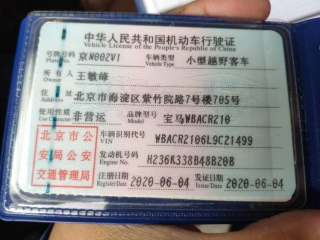 中华人民共和国机动车行驶证
Vehicle License of the People's Republic of China
号牌号码 京N002V1 车辆类型 小型越野客车
Plate No. Vehicle Type
所有人 王敏峰
Owner
住址 北京市海淀区紫竹院路7号楼705号
Address
使用性质 非营运 品牌型号 宝马WBACR210
Use Character Model
北京市公安局公安交通管理局
车辆识别代号 WBACR2106L9C21499
VIN
发动机号码 H236K338B48B20B
Engine No.
注册日期 2020-06-04 发证日期 2020-06-04
Register Date Issue Date